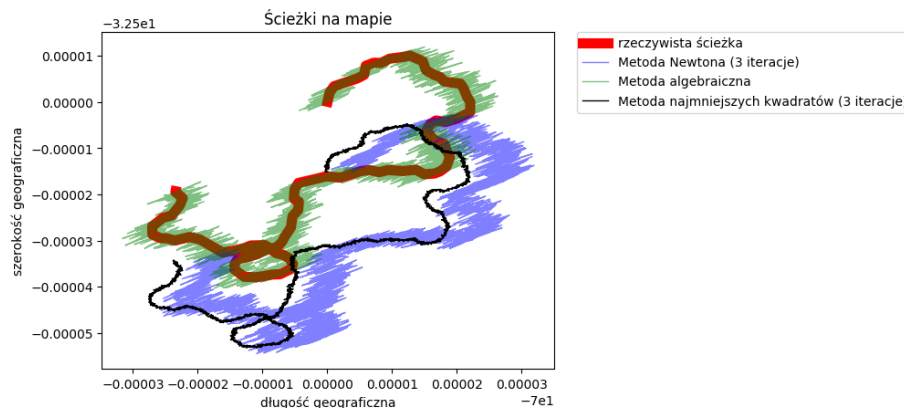 Ścieżki na mapie
−3.25e1
0.00001
0.00000
−0.00001
−0.00002
−0.00003
−0.00004
−0.00005
szerokość geograficzna
−0.00003 −0.00002 −0.00001 0.00000 0.00001 0.00002 0.00003
długość geograficzna
−7e1
rzeczywista ścieżka
Metoda Newtona (3 iteracje)
Metoda algebraiczna
Metoda najmniejszych kwadratów (3 iteracje)